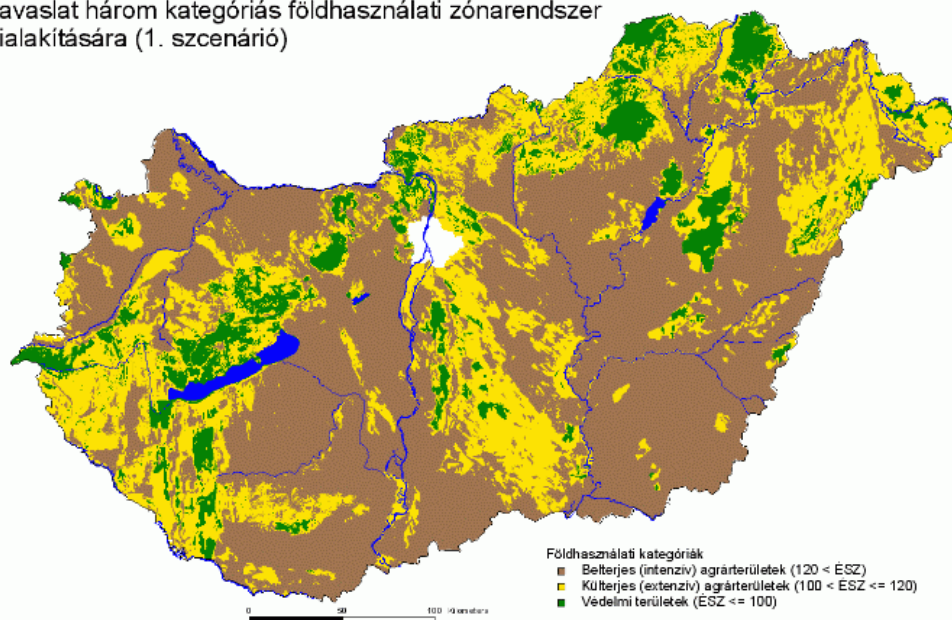 avaslat három kategóriás földhasználati zónarendszer
ialakítására (1. szcenárió)
Földhasználati kategóriák
Belterjes (intenzív) agrárterületek (120 < ÉSZ)
Külterjes (extenzív) agrárterületek (100 < ÉSZ <= 120)
Védelmi területek (ÉSZ <= 100)
0 50 100 Kilometers